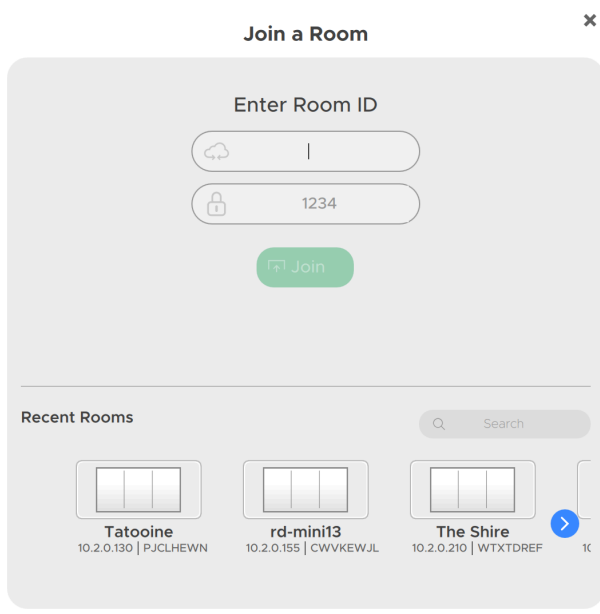 Join a Room
Enter Room ID
1234
Join
Recent Rooms
Search
Tatooine
10.2.0.130 | PJCLHEWN
rd-mini13
10.2.0.155 | CWVKEWJL
The Shire
10.2.0.210 | WTXTDREF